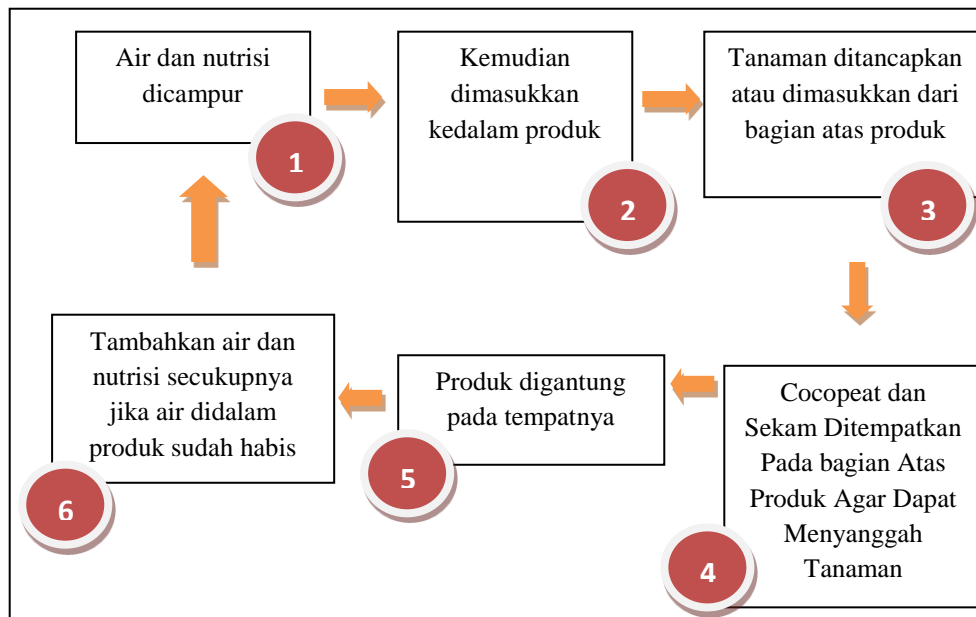 Air dan nutrisi
dicampur
1
Kemudian
dimasukkan
kedalam produk
2
Tanaman ditancapkan
atau dimasukkan dari
bagian atas produk
3
Cocopeat dan
Sekam Ditempatkan
Pada bagian Atas
Produk Agar Dapat
Menyanggah
Tanaman
4
Produk digantung
pada tempatnya
5
Tambahkan air dan
nutrisi secukupnya
jika air didalam
produk sudah habis
6